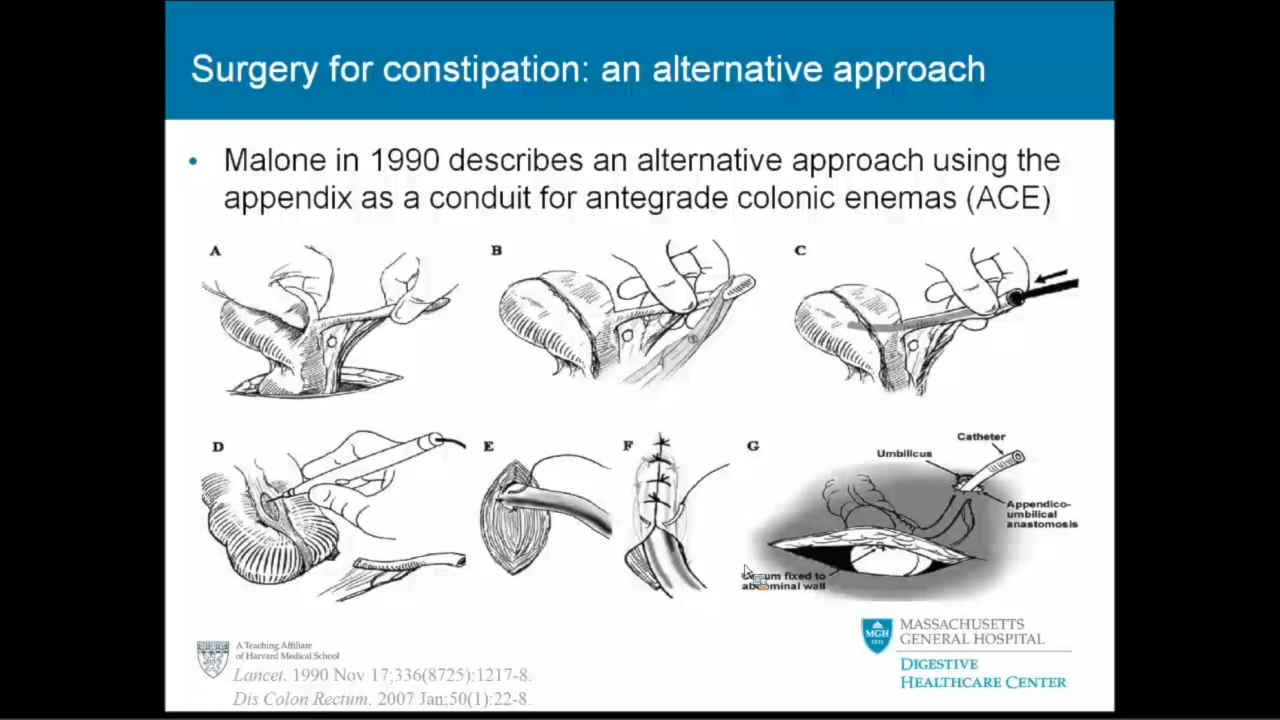 Surgery for constipation: an alternative approach
• Malone in 1990 describes an alternative approach using the
appendix as a conduit for antegrade colonic enemas (ACE)
A
B
C
D
E
F
G
Catheter
Umbilicus
Appendico-
umbilical
anastomosis
fixed to
wall
A Teaching Affiliate
of Harvard Medical School
Lancet. 1990 Nov 17;336(8725):1217-8.
Dis Colon Rectum. 2007 Jan;50(1):22-8.
MGH
1811
MASSACHUSETTS
GENERAL HOSPITAL
DIGESTIVE
HEALTHCARE CENTER